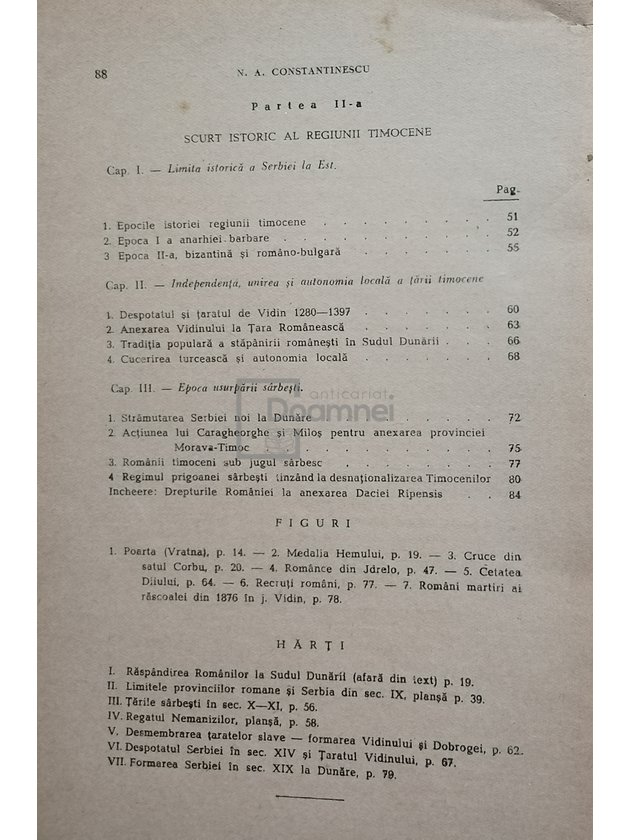 88
N. A. CONSTANTINESCU
Partea II-a
SCURT ISTORIC AL REGIUNII TIMOCENE
Cap. I. — Limita istorică a Serbiei la Est.
Pag.
1. Epocile istoriei regiunii timocene . . . . . . . . . 51
2. Epoca I a anarhiei barbare . . . . . . . . . . 52
3 Epoca II-a, bizantină și româno-bulgară . . . . . . . 55
Cap. II. — Independența, unirea și autonomia locală a țării timocene
1. Despotatul și țaratul de Vidin 1280—1397 . . . . . . . 60
2. Anexarea Vidinului la Țara Românească . . . . . . . 63
3. Tradiția populară a stăpânirii românești în Sudul Dunării . . . 66
4. Cucerirea turcească și autonomia locală . . . . . . . 68
Cap. III. — Epoca usurpării sârbești.
anticariat
Doamnei
1. Strămutarea Serbiei noi la Dunăre . . . . . . . . 72
2. Acțiunea lui Caragheorghe și Miloș pentru anexarea provinciei
Morava-Timoc . . . . . . . . . . . 75
3. Românii timoceni sub jugul sârbesc . . . . . . . . 77
4 Regimul prigoanei sârbești tinzând la desnaționalizarea Timocenilor 80
Incheere: Drepturile României la anexarea Daciei Ripensis . . 84
FIGURI
1. Poarta (Vratna), p. 14. — 2. Medalia Hemului, p. 19. — 3. Cruce din
satul Corbu, p. 20. — 4. Românce din Jdrelo, p. 47. — 5. Cetatea
Diiului, p. 64. — 6. Recruți români, p. 77. — 7. Români martiri ai
răscoalei din 1876 în j. Vidin, p. 78.
HĂRȚI
I. Răspândirea Românilor la Sudul Dunării (afară din text) p. 19.
II. Limitele provinciilor romane și Serbia din sec. IX, planșă p. 39.
III. Țările sârbești în sec. X—XI, p. 56.
IV. Regatul Nemanizilor, planșă, p. 58.
V. Desmembrarea țaratelor slave — formarea Vidinului și Dobrogei, p. 62.
VI. Despotatul Serbiei în sec. XIV și Țaratul Vidinului, p. 67.
VII. Formarea Serbiei în sec. XIX la Dunăre, p. 79.